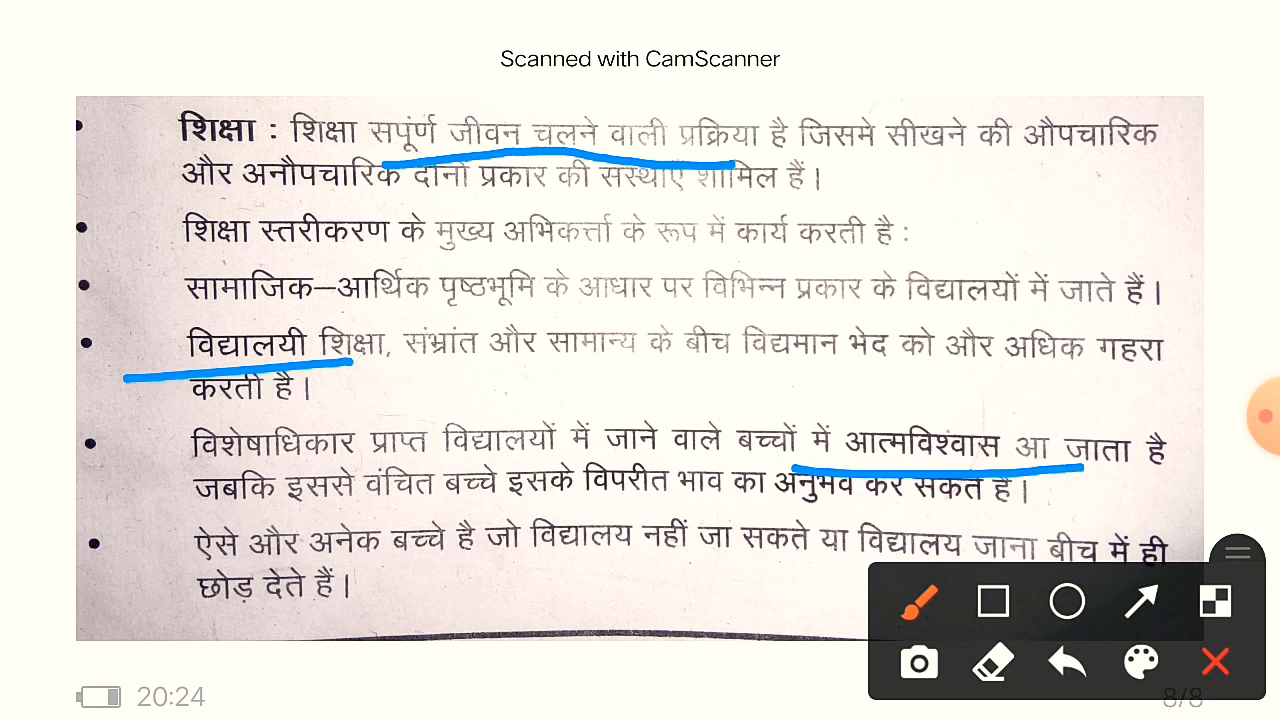 Scanned with CamScanner
शिक्षा : शिक्षा सपूंर्ण जीवन चलने वाली प्रक्रिया है जिसमे सीखने की औपचारिक
और अनौपचारिक दोनों प्रकार की संस्थाएँ शामिल हैं।
• शिक्षा स्तरीकरण के मुख्य अभिकर्त्ता के रूप में कार्य करती है :
• सामाजिक–आर्थिक पृष्ठभूमि के आधार पर विभिन्न प्रकार के विद्यालयों में जाते हैं।
• विद्यालयी शिक्षा, संभ्रांत और सामान्य के बीच विद्यमान भेद को और अधिक गहरा
करती है।
• विशेषाधिकार प्राप्त विद्यालयों में जाने वाले बच्चों में आत्मविश्वास आ जाता है
जबकि इससे वंचित बच्चे इसके विपरीत भाव का अनुभव कर सकते हैं।
• ऐसे और अनेक बच्चे है जो विद्यालय नहीं जा सकते या विद्यालय जाना बीच में ही
छोड़ देते हैं।
20:24
8/8